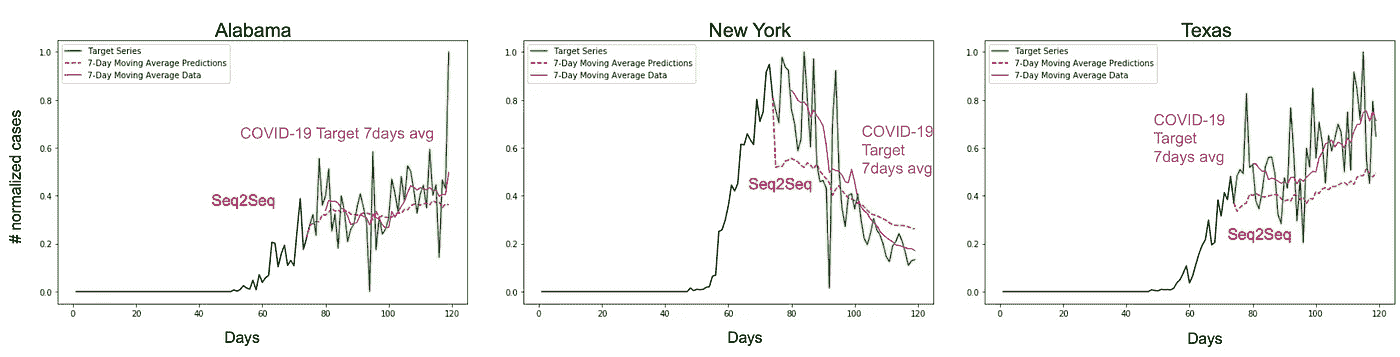 Alabama
Target Series
7-Day Moving Average Predictions
7-Day Moving Average Data
# normalized cases
1.0
0.8
0.6
0.4
0.2
0.0
COVID-19 Target 7days avg
Seq2Seq
0 20 40 60 80 100 120
Days
New York
Target Series
7-Day Moving Average Predictions
7-Day Moving Average Data
1.0
0.8
0.6
0.4
0.2
0.0
COVID-19
Target
7days avg
Seq2Seq
0 20 40 60 80 100 120
Days
Texas
Target Series
7-Day Moving Average Predictions
7-Day Moving Average Data
1.0
0.8
0.6
0.4
0.2
0.0
COVID-19
Target
7days avg
Seq2Seq
0 20 40 60 80 100 120
Days